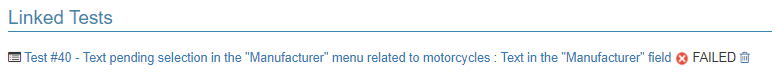 Linked Tests
Test #40 - Text pending selection in the "Manufacturer" menu related to motorcycles : Text in the "Manufacturer" field FAILED